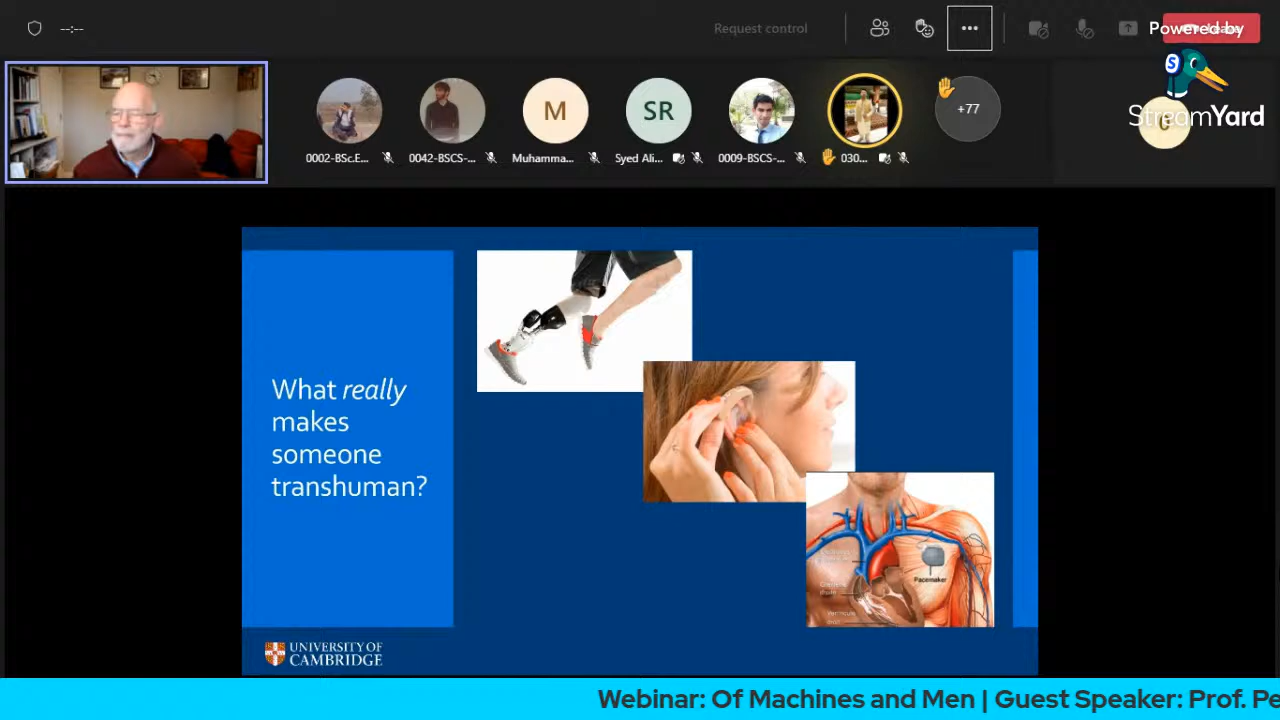 --:--
Request control
Powered by
StreamYard
M
SR
+77
0002-BSc.E...
0042-BSCS-...
Muhamma...
Syed Ali...
0009-BSCS-...
030...
What really
makes
someone
transhuman?
Pacemaker
UNIVERSITY OF
CAMBRIDGE
Webinar: Of Machines and Men | Guest Speaker: Prof. Pe